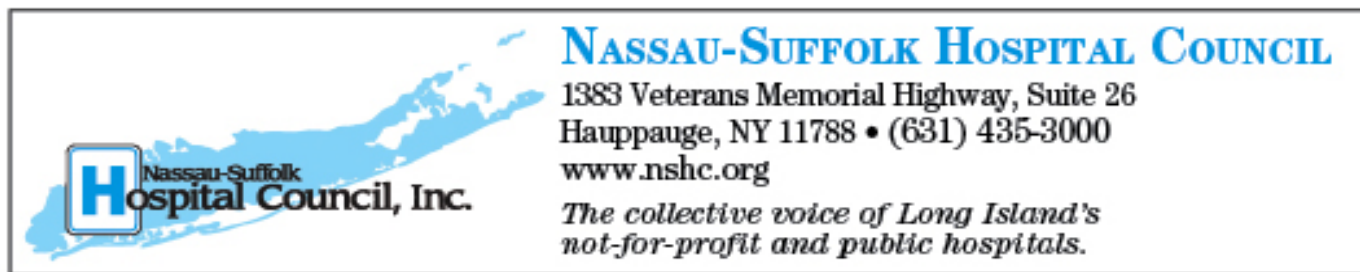 Nassau-Suffolk
Hospital Council, Inc.
NASSAU-SUFFOLK HOSPITAL COUNCIL
1383 Veterans Memorial Highway, Suite 26
Hauppauge, NY 11788 • (631) 435-3000
www.nshc.org
The collective voice of Long Island's
not-for-profit and public hospitals.